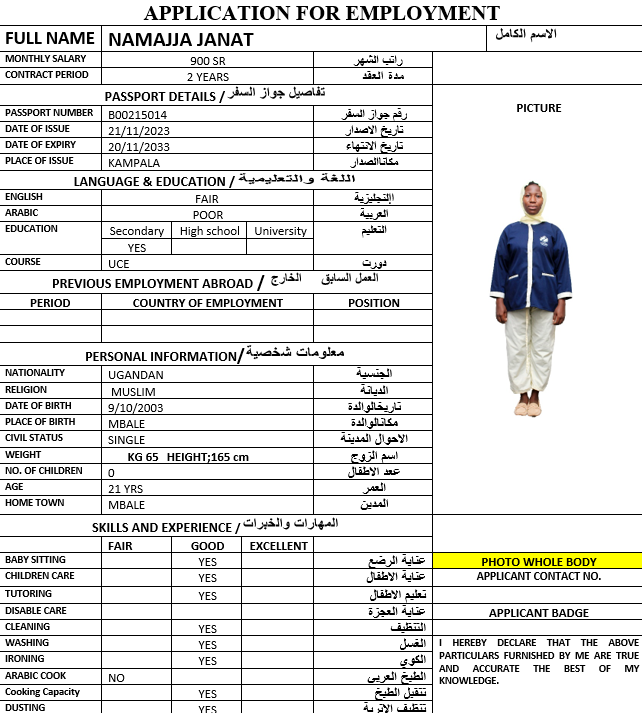 APPLICATION FOR EMPLOYMENT
FULL NAME NAMAJJA JANAT الاسم الكامل
MONTHLY SALARY 900 SR راتب الشهر
CONTRACT PERIOD 2 YEARS مدة العقد
PASSPORT DETAILS / تفاصيل جواز السفر
PICTURE
PASSPORT NUMBER B00215014 رقم جواز السفر
DATE OF ISSUE 21/11/2023 تاريخ الاصدار
DATE OF EXPIRY 20/11/2033 تاريخ الانتهاء
PLACE OF ISSUE KAMPALA مكاناالصدار
LANGUAGE & EDUCATION / اللغة والتعليمية
ENGLISH FAIR اإلنجليزية
ARABIC POOR العربية
EDUCATION Secondary High school University التعليم
YES
COURSE UCE دورت
PREVIOUS EMPLOYMENT ABROAD / العمل السابق الخارج
PERIOD COUNTRY OF EMPLOYMENT POSITION
PERSONAL INFORMATION/ معلومات شخصية
NATIONALITY UGANDAN الجنسية
RELIGION MUSLIM الديانة
DATE OF BIRTH 9/10/2003 تاريخالوالدة
PLACE OF BIRTH MBALE مكانالوالدة
CIVIL STATUS SINGLE الاحوال المدينة
WEIGHT KG 65 HEIGHT;165 cm اسم الزوج
NO. OF CHILDREN 0 عدد الاطفال
AGE 21 YRS العمر
HOME TOWN MBALE المدين
SKILLS AND EXPERIENCE / المهارات والخبرات
FAIR GOOD EXCELLENT
BABY SITTING YES عناية الرضع
PHOTO WHOLE BODY
CHILDREN CARE YES عناية الاطفال
APPLICANT CONTACT NO.
TUTORING YES تعليم الاطفال
DISABLE CARE عناية العجزة
APPLICANT BADGE
CLEANING YES التنظيف
WASHING YES الغسل
IRONING YES الكوي
ARABIC COOK NO الطبخ العربي
Cooking Capacity YES تتقبل الطبخ
DUSTING YES تنظيف الاتربة
I HEREBY DECLARE THAT THE ABOVE
PARTICULARS FURNISHED BY ME ARE TRUE
AND ACCURATE THE BEST OF MY
KNOWLEDGE.